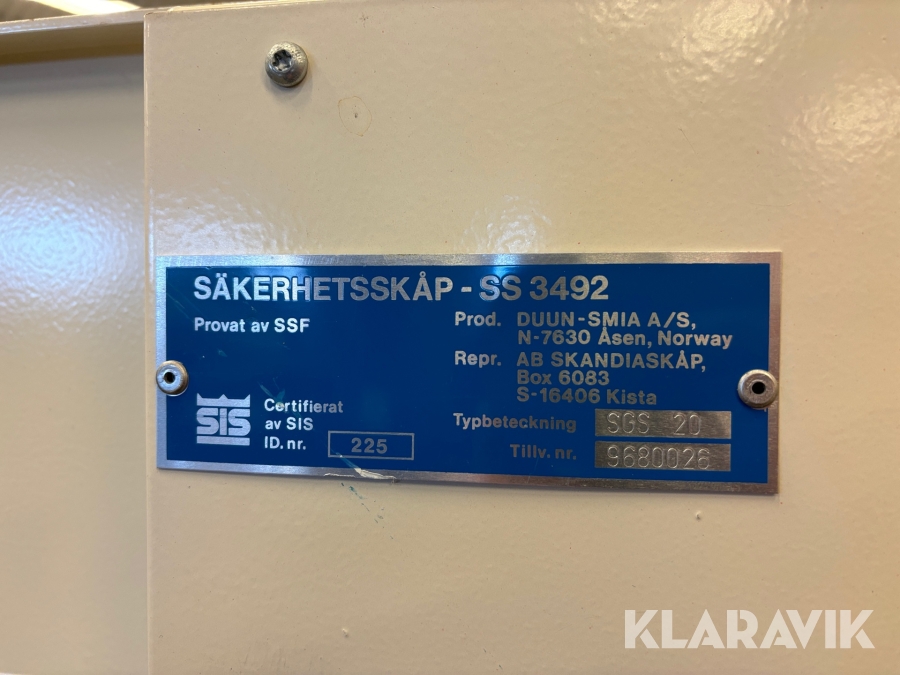 SÄKERHETSSKÅP - SS 3492
Provat av SSF
Prod. DUUN-SMIA A/S,
N-7630 Åsen, Norway
Repr. AB SKANDIASKÅP,
Box 6083
S-16406 Kista
SIS
Certifierat
av SIS
ID. nr. 225
Typbeteckning SGS 20
Tillv. nr. 9680026
KLARAVIK